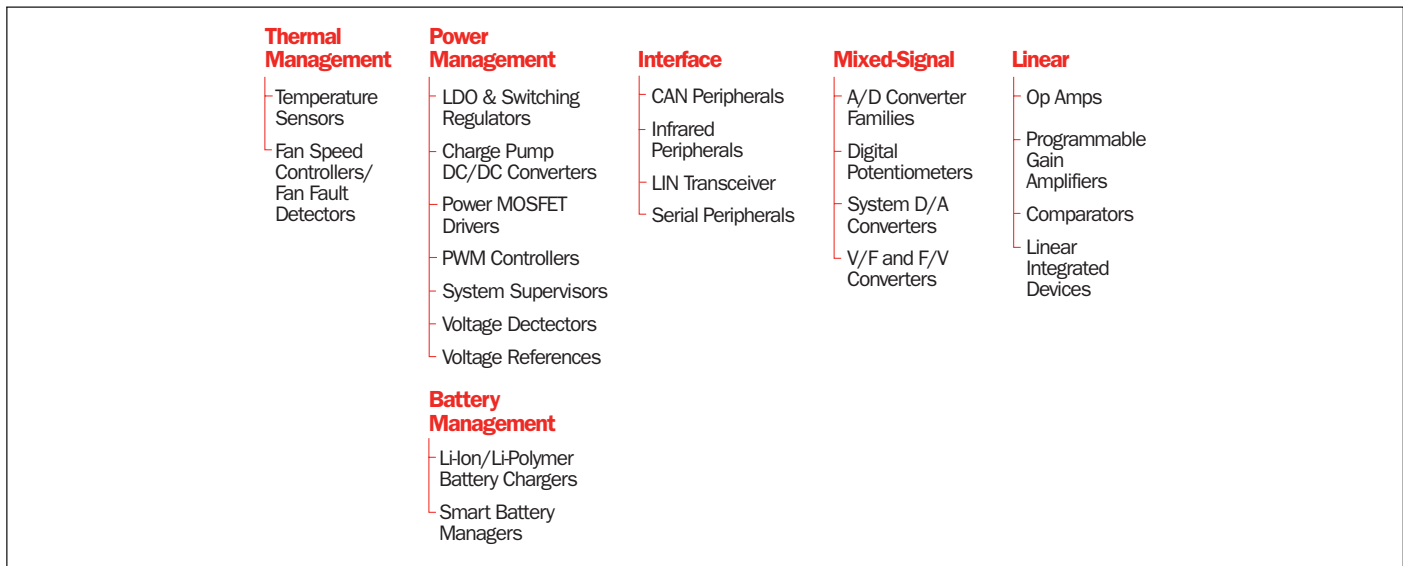 Thermal
Management
Temperature
Sensors
Fan Speed
Controllers/
Fan Fault
Detectors
Power
Management
LDO & Switching
Regulators
Charge Pump
DC/DC Converters
Power MOSFET
Drivers
PWM Controllers
System Supervisors
Voltage Dectectors
Voltage References
Battery
Management
Li-Ion/Li-Polymer
Battery Chargers
Smart Battery
Managers
Interface
CAN Peripherals
Infrared
Peripherals
LIN Transceiver
Serial Peripherals
Mixed-Signal
A/D Converter
Families
Digital
Potentiometers
System D/A
Converters
V/F and F/V
Converters
Linear
Op Amps
Programmable
Gain
Amplifiers
Comparators
Linear
Integrated
Devices